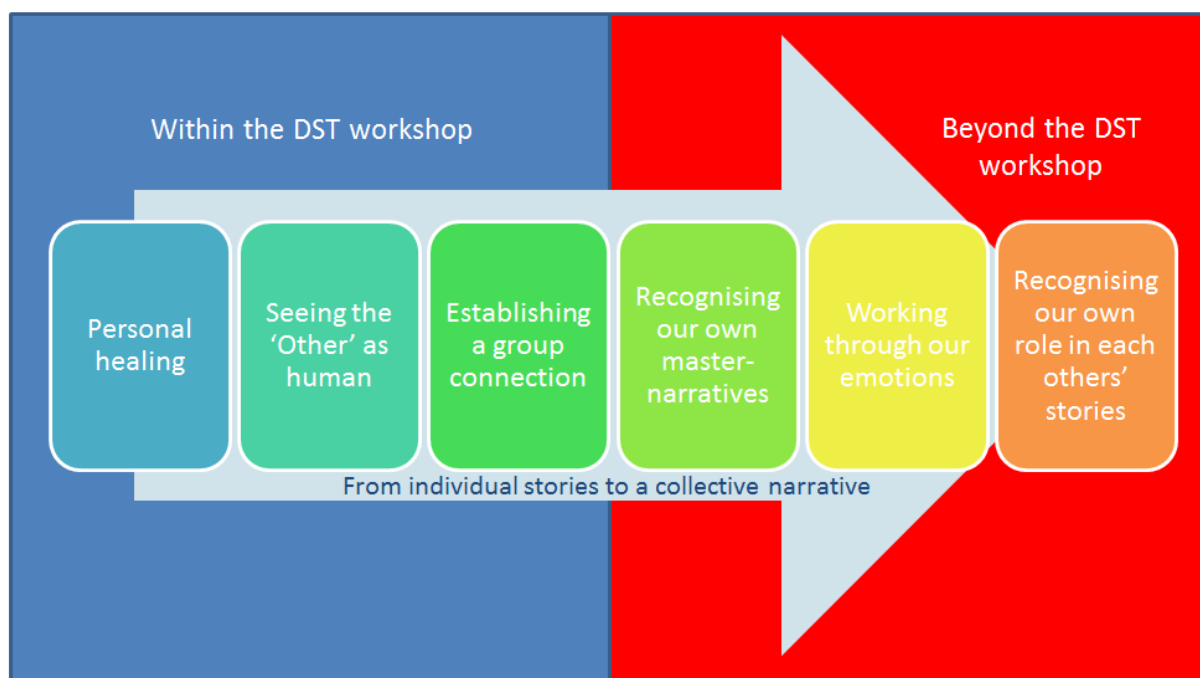 Within the DST workshop
Beyond the DST
workshop
Personal
healing
Seeing the
‘Other’ as
human
Establishing
a group
connection
Recognising
our own
master-
narratives
Working
through our
emotions
Recognising
our own
role in each
others’
stories
From individual stories to a collective narrative